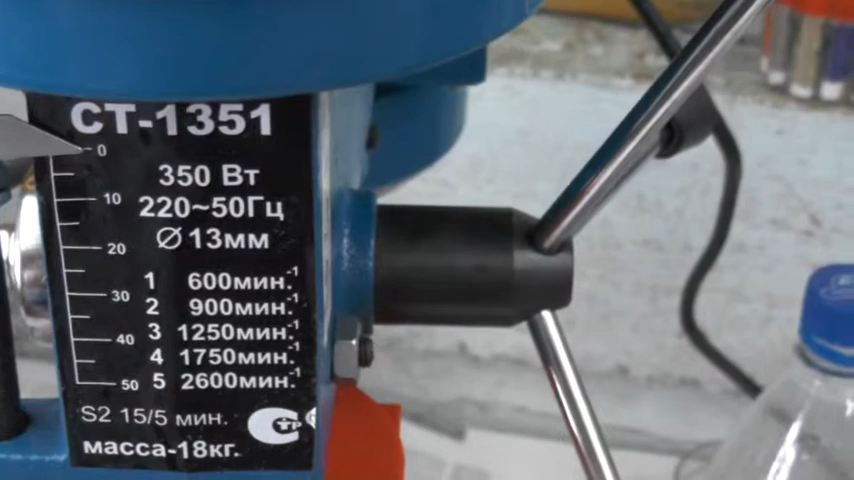 СТ-1351
0
350 Вт
10
220~50Гц
20
Ø 13мм
1 600мин.-1
30
2 900мин.-1
3 1250мин.-1
40
4 1750мин.-1
50
5 2600мин.-1
S2 15/5 мин.
масса-18кг.